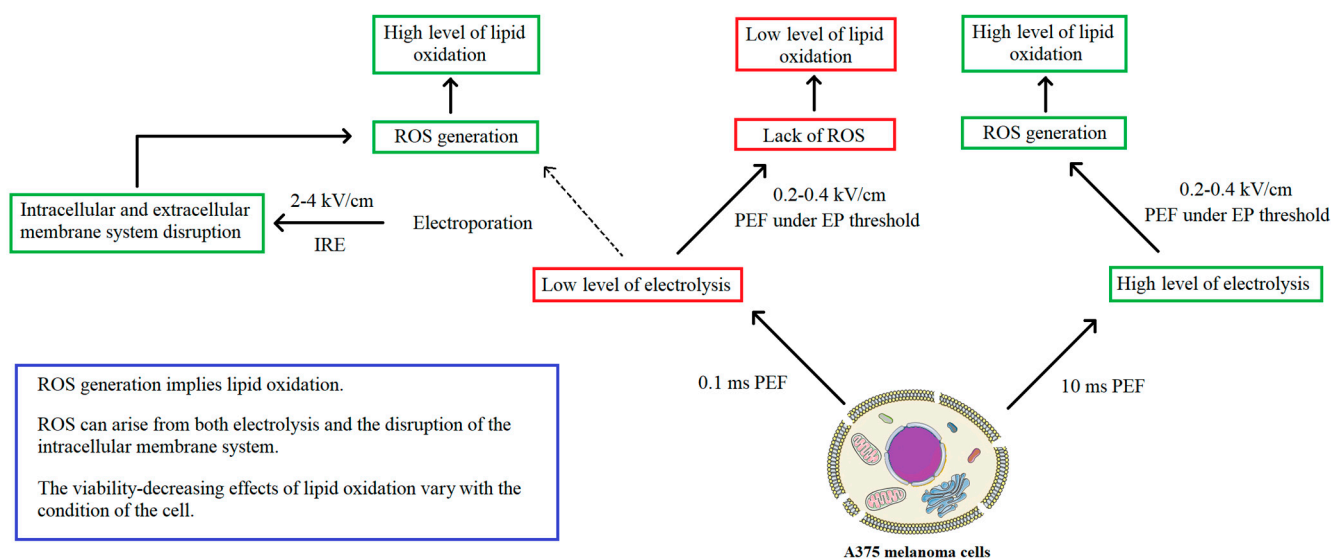 High level of lipid
oxidation
Low level of lipid
oxidation
High level of lipid
oxidation
ROS generation
Lack of ROS
ROS generation
Intracellular and extracellular
membrane system disruption
2-4 kV/cm
IRE
Electroporation
0.2-0.4 kV/cm
PEF under EP threshold
0.2-0.4 kV/cm
PEF under EP threshold
Low level of electrolysis
High level of electrolysis
0.1 ms PEF
10 ms PEF
ROS generation implies lipid oxidation.
ROS can arise from both electrolysis and the disruption of the
intracellular membrane system.
The viability-decreasing effects of lipid oxidation vary with the
condition of the cell.
A375 melanoma cells